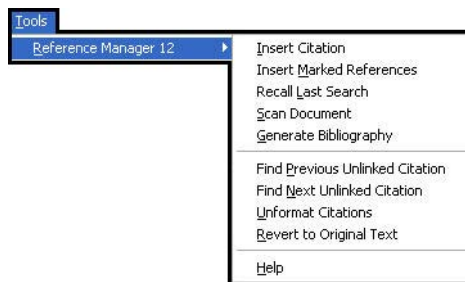 Tools
Reference Manager 12
Insert Citation
Insert Marked References
Recall Last Search
Scan Document
Generate Bibliography
Find Previous Unlinked Citation
Find Next Unlinked Citation
Unformat Citations
Revert to Original Text
Help